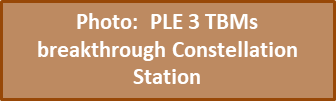 Photo:  PLE 3 TBMs
breakthrough Constellation
Station